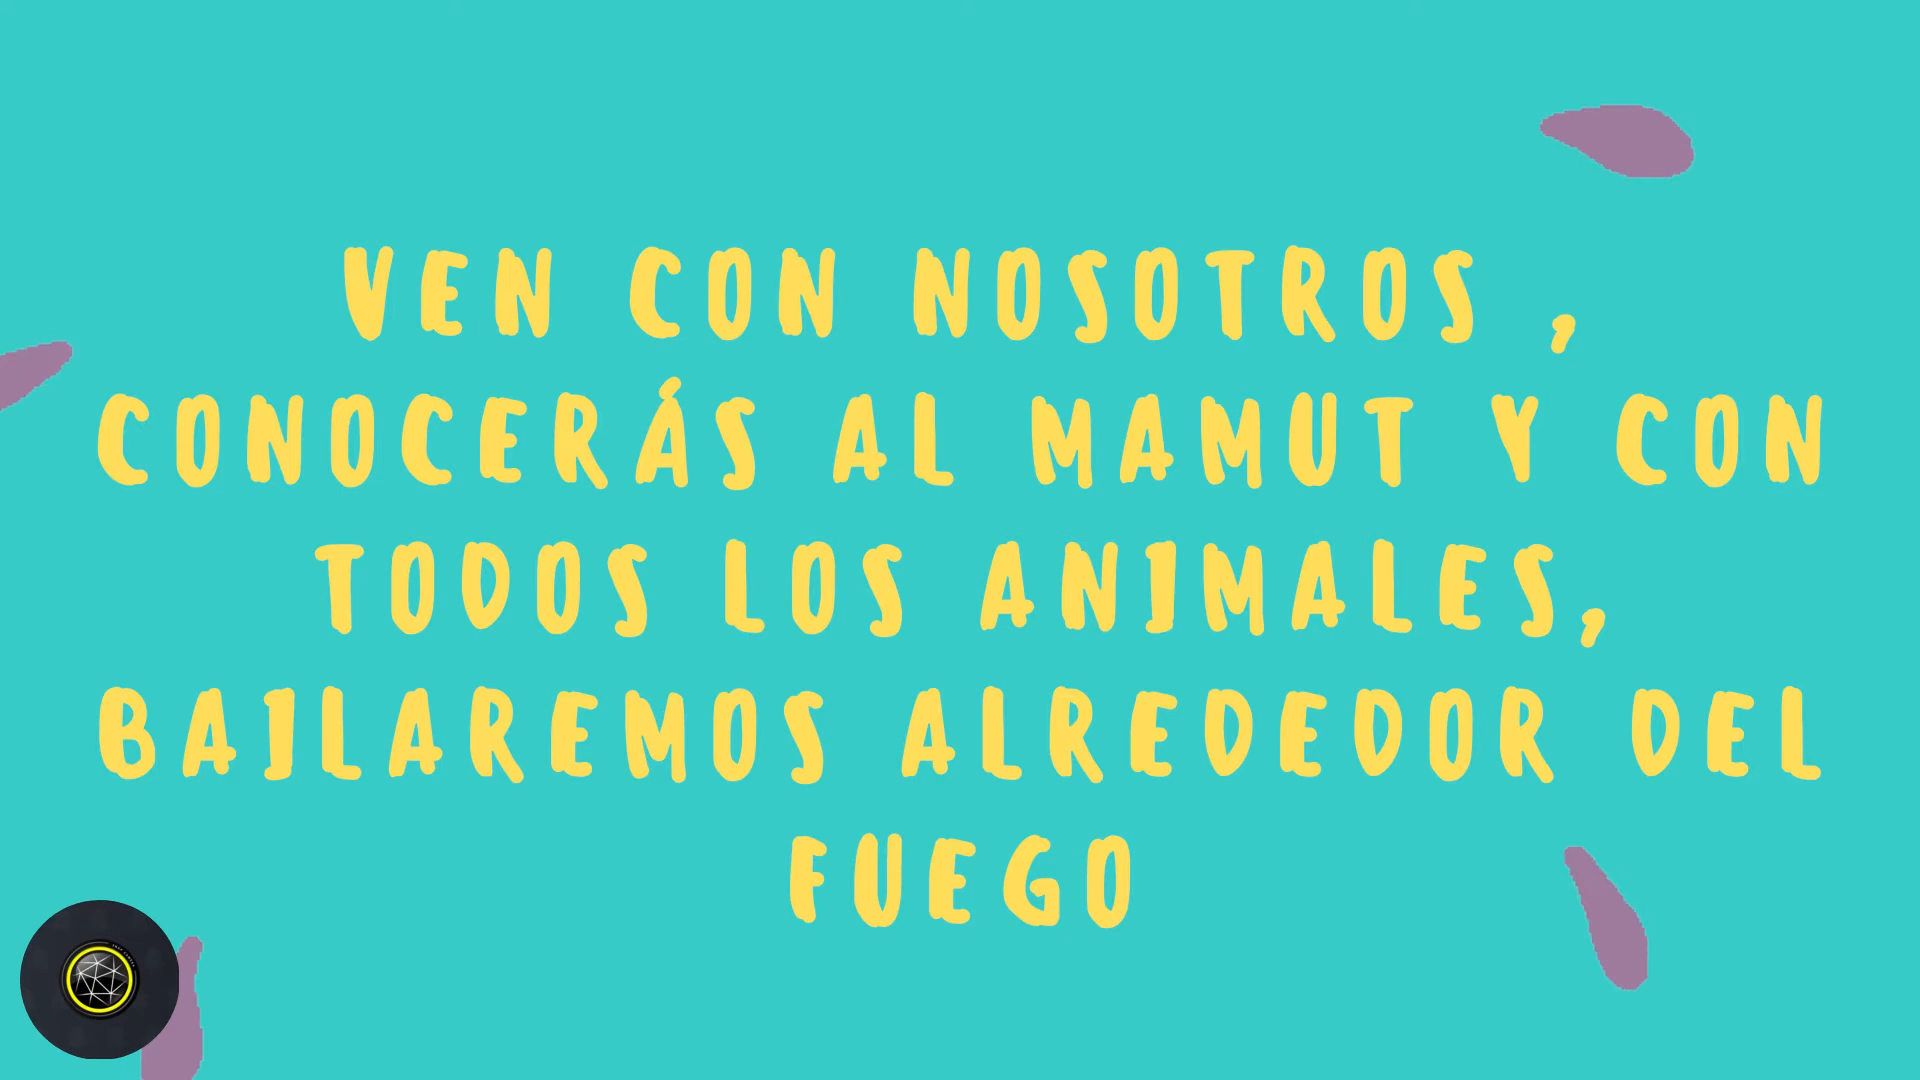 VEN CON NOSOTROS ,
CONOCERÁS AL MAMUT Y CON
TODOS LOS ANIMALES,
BAILAREMOS ALREDEDOR DEL
FUEGO